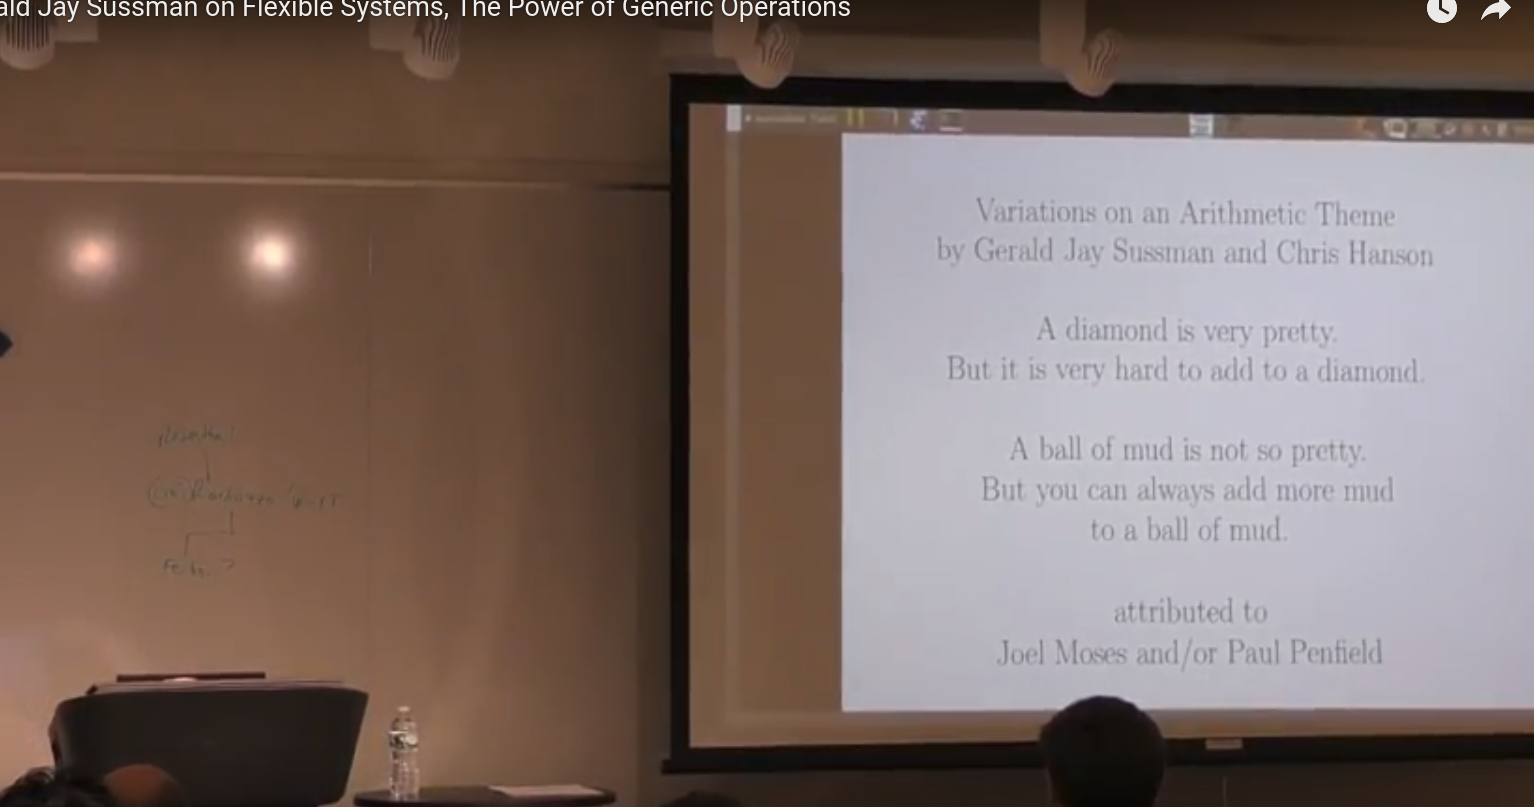 ald Jay Sussman on Flexible Systems, The Power of Generic Operations
Variations on an Arithmetic Theme
by Gerald Jay Sussman and Chris Hanson
A diamond is very pretty.
But it is very hard to add to a diamond.
A ball of mud is not so pretty.
But you can always add more mud
to a ball of mud.
attributed to
Joel Moses and/or Paul Penfield